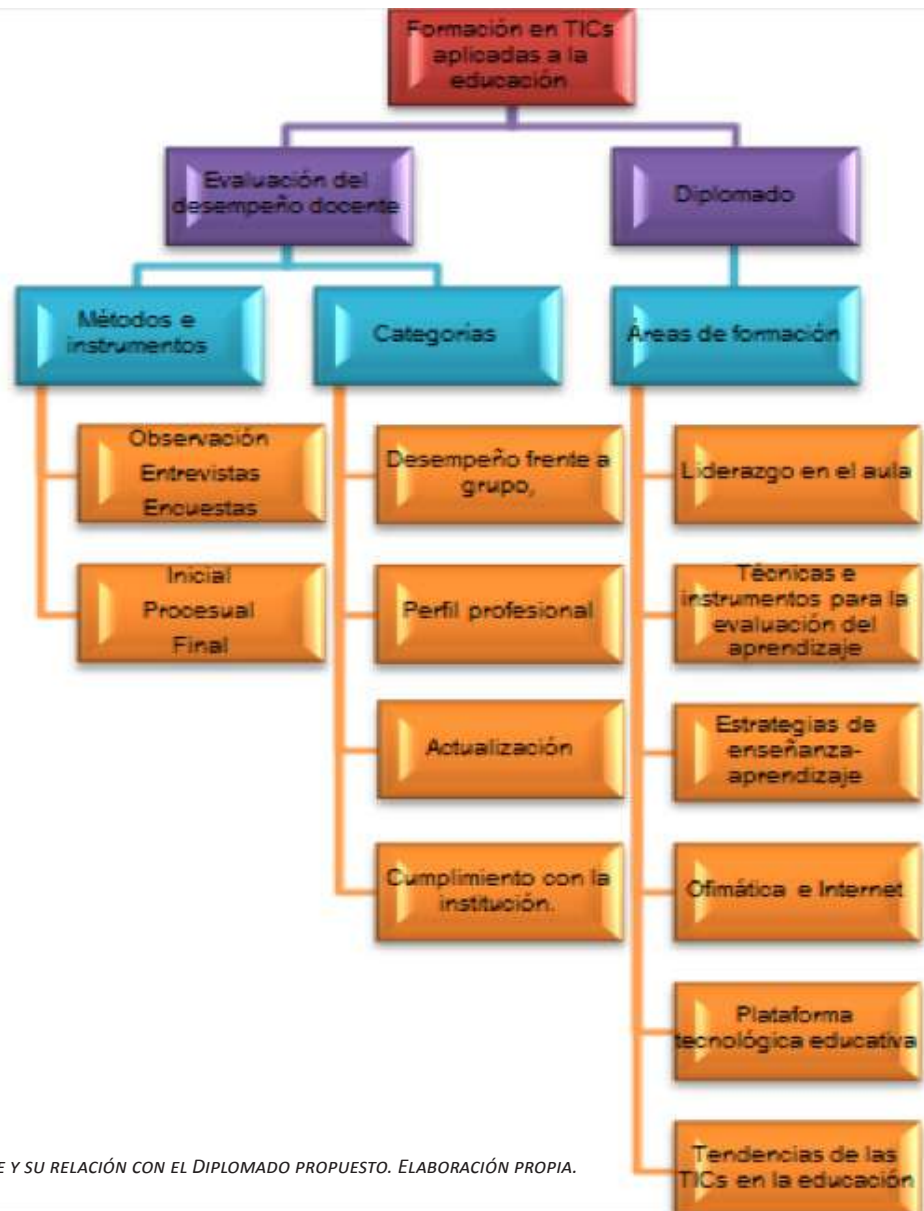 Formación en TICs
aplicadas a la
educación
Evaluación del
desempeño docente
Diplomado
Métodos e
instrumentos
Categorías
Áreas de formación
Observación
Entrevistas
Encuestas
Inicial
Procesual
Final
Desempeño frente a
grupo,
Perfil profesional
Actualización
Cumplimiento con la
institución.
Liderazgo en el aula
Técnicas e
instrumentos para la
evaluación del
aprendizaje
Estrategias de
enseñanza-
aprendizaje
Ofimática e Internet
Plataforma
tecnológica educativa
Tendencias de las
TICs en la educación
E Y SU RELACIÓN CON EL DIPLOMADO PROPUESTO. ELABORACIÓN PROPIA.